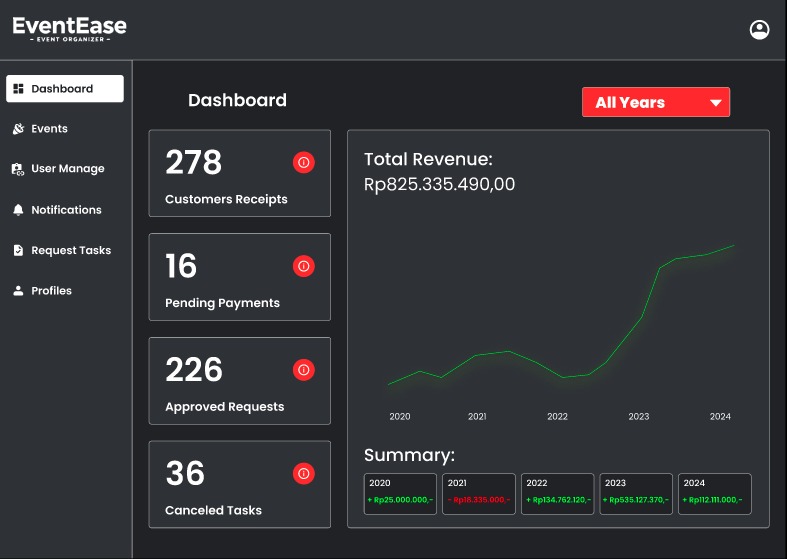 EventEase
- EVENT ORGANIZER -
Dashboard
Events
User Manage
Notifications
Request Tasks
Profiles
Dashboard
All Years
278
Customers Receipts
16
Pending Payments
226
Approved Requests
36
Canceled Tasks
Total Revenue:
Rp825.335.490,00
2020 2021 2022 2023 2024
Summary:
2020
+ Rp25.000.000,-
2021
- Rp18.335.000,-
2022
+ Rp134.762.120,-
2023
+ Rp535.127.370,-
2024
+ Rp112.111.000,-